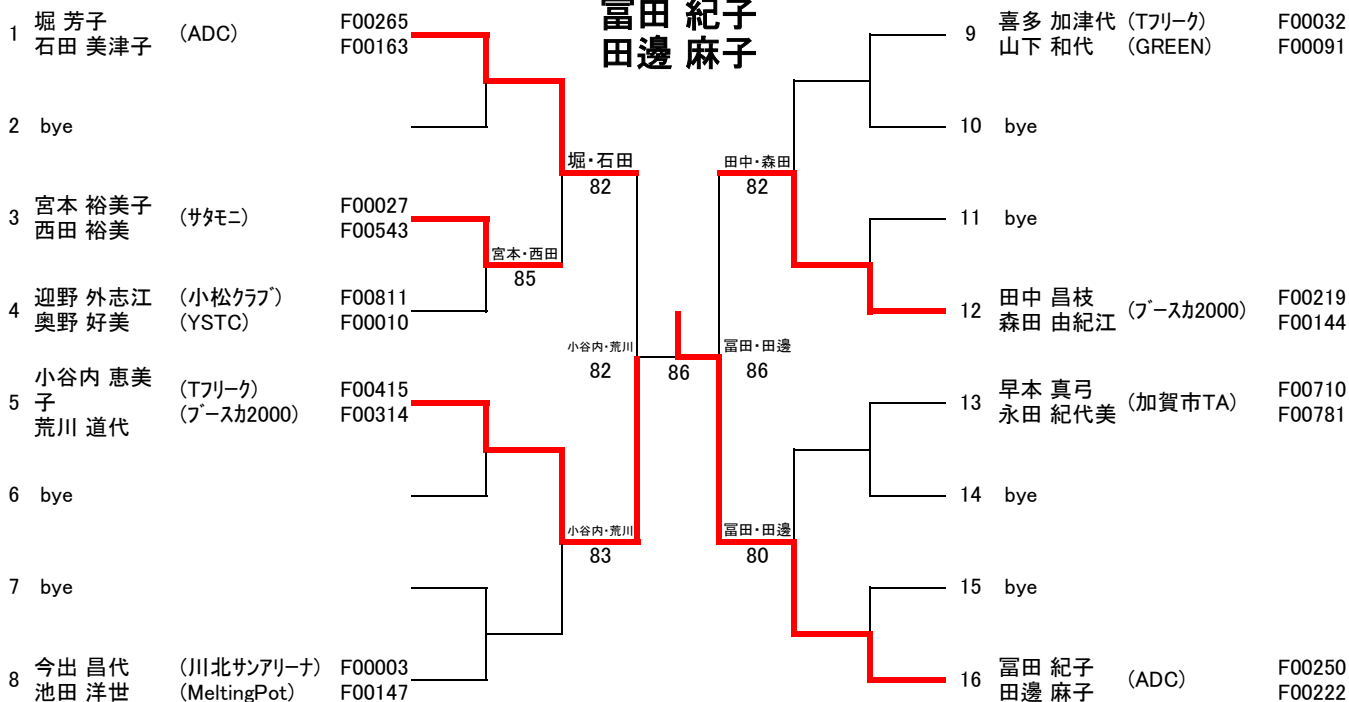 冨田 紀子
田邊 麻子
1 堀 芳子 (ADC) F00265
石田 美津子 F00163
2 bye
3 宮本 裕美子 (サタモニ) F00027
西田 裕美 F00543
4 迎野 外志江 (小松クラブ) F00811
奥野 好美 (YSTC) F00010
5 小谷内 恵美
子
荒川 道代
(Tフリーク) F00415
(ブースカ2000) F00314
6 bye
7 bye
8 今出 昌代 (川北サンアリーナ) F00003
池田 洋世 (MeltingPot) F00147
堀・石田
82
宮本・西田
85
小谷内・荒川
82
小谷内・荒川
83
86
田中・森田
82
冨田・田邊
86
冨田・田邊
80
9 喜多 加津代 (Tフリーク) F00032
山下 和代 (GREEN) F00091
10 bye
11 bye
12 田中 昌枝 (ブースカ2000) F00219
森田 由紀江 F00144
13 早本 真弓 (加賀市TA) F00710
永田 紀代美 F00781
14 bye
15 bye
16 冨田 紀子 (ADC) F00250
田邊 麻子 F00222